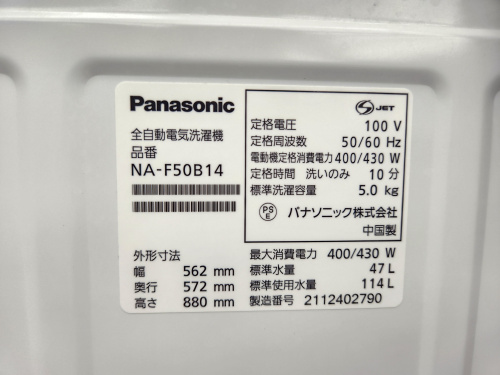 Panasonic
全自動電気洗濯機
品番
NA-F50B14
外形寸法
幅 562 mm
奥行 572 mm
高さ 880 mm
S JET
定格電圧 100 V
定格周波数 50/60 Hz
電動機定格消費電力 400/430 W
定格時間 洗いのみ 10 分
標準洗濯容量 5.0 kg
PS E パナソニック株式会社
中国製
最大消費電力 400/430 W
標準水量 47 L
標準使用水量 114 L
製造番号 2112402790